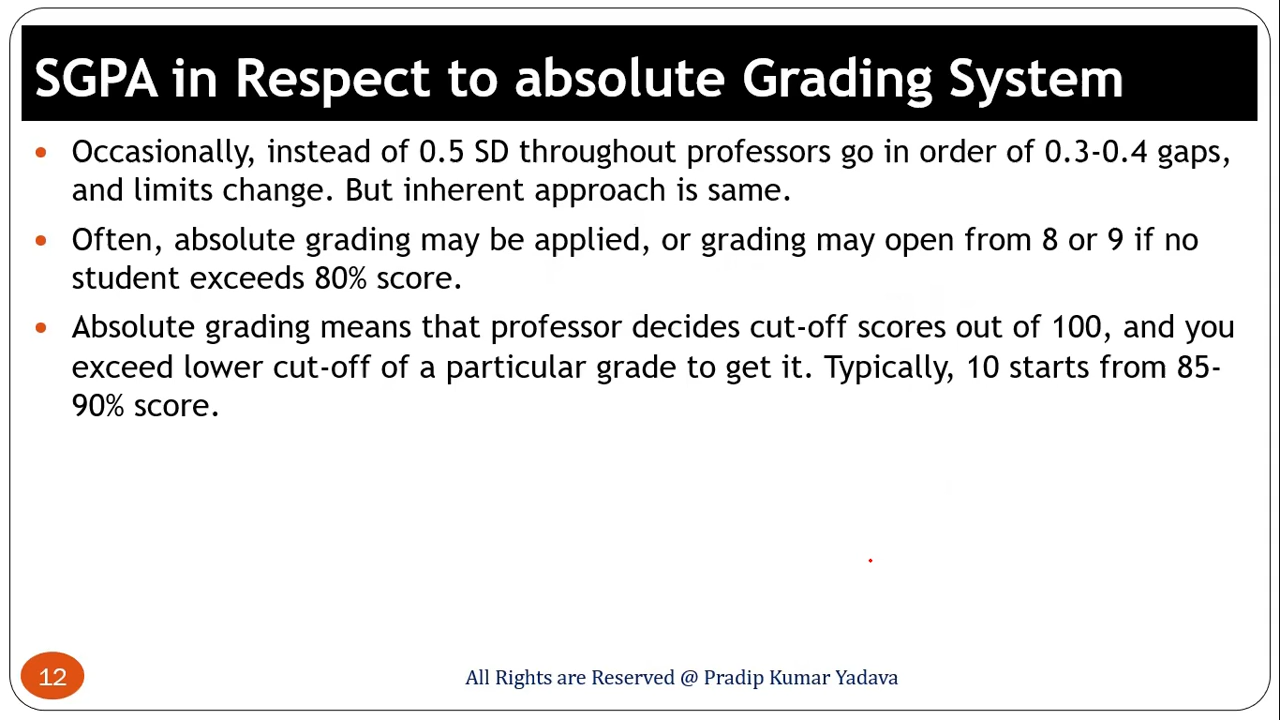 SGPA in Respect to absolute Grading System
• Occasionally, instead of 0.5 SD throughout professors go in order of 0.3-0.4 gaps,
and limits change. But inherent approach is same.
• Often, absolute grading may be applied, or grading may open from 8 or 9 if no
student exceeds 80% score.
• Absolute grading means that professor decides cut-off scores out of 100, and you
exceed lower cut-off of a particular grade to get it. Typically, 10 starts from 85-
90% score.
12
All Rights are Reserved @ Pradip Kumar Yadava